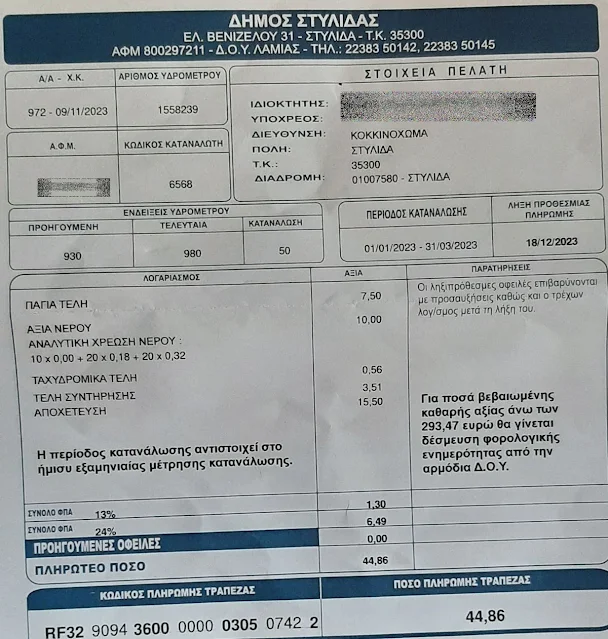 ΔΗΜΟΣ ΣΤΥΛΙΔΑΣ
ΕΛ. ΒΕΝΙΖΕΛΟΥ 31 - ΣΤΥΛΙΔΑ - Τ.Κ. 35300
ΑΦΜ 800297211 - Δ.Ο.Υ. ΛΑΜΙΑΣ - ΤΗΛ.: 22383 50142, 22383 50145
Α/Α - Χ.Κ. ΑΡΙΘΜΟΣ ΥΔΡΟΜΕΤΡΟΥ
972 - 09/11/2023 1558239
Α.Φ.Μ. ΚΩΔΙΚΟΣ ΚΑΤΑΝΑΛΩΤΗ
6568
ΣΤΟΙΧΕΙΑ ΠΕΛΑΤΗ
ΙΔΙΟΚΤΗΤΗΣ:
ΥΠΟΧΡΕΟΣ:
ΔΙΕΥΘΥΝΣΗ: ΚΟΚΚΙΝΟΧΩΜΑ
ΠΟΛΗ: ΣΤΥΛΙΔΑ
Τ.Κ.: 35300
ΔΙΑΔΡΟΜΗ: 01007580 - ΣΤΥΛΙΔΑ
ΕΝΔΕΙΞΕΙΣ ΥΔΡΟΜΕΤΡΟΥ
ΠΡΟΗΓΟΥΜΕΝΗ ΤΕΛΕΥΤΑΙΑ ΚΑΤΑΝΑΛΩΣΗ
930 980 50
ΠΕΡΙΟΔΟΣ ΚΑΤΑΝΑΛΩΣΗΣ ΛΗΞΗ ΠΡΟΘΕΣΜΙΑΣ
ΠΛΗΡΩΜΗΣ
01/01/2023 - 31/03/2023 18/12/2023
ΛΟΓΑΡΙΑΣΜΟΣ ΑΞΙΑ ΠΑΡΑΤΗΡΗΣΕΙΣ
ΠΑΓΙΑ ΤΕΛΗ 7,50
ΑΞΙΑ ΝΕΡΟΥ 10,00
ΑΝΑΛΥΤΙΚΗ ΧΡΕΩΣΗ ΝΕΡΟΥ :
10 x 0,00 + 20 x 0,18 + 20 x 0,32
ΤΑΧΥΔΡΟΜΙΚΑ ΤΕΛΗ 0,56
ΤΕΛΗ ΣΥΝΤΗΡΗΣΗΣ 3,51
ΑΠΟΧΕΤΕΥΣΗ 15,50
Η περίοδος κατανάλωσης αντιστοιχεί στο
ήμισυ εξαμηνιαίας μέτρησης κατανάλωσης.
Οι ληξιπρόθεσμες οφειλές επιβαρύνονται
με προσαυξήσεις καθώς και ο τρέχων
λογ/σμος μετά τη λήξη του.
Για ποσά βεβαιωμένης
καθαρής αξίας άνω των
293,47 ευρώ θα γίνεται
δέσμευση φορολογικής
ενημερότητας από την
αρμόδια Δ.Ο.Υ.
ΣΥΝΟΛΟ ΦΠΑ 13% 1,30
ΣΥΝΟΛΟ ΦΠΑ 24% 6,49
ΠΡΟΗΓΟΥΜΕΝΕΣ ΟΦΕΙΛΕΣ 0,00
ΠΛΗΡΩΤΕΟ ΠΟΣΟ 44,86
ΚΩΔΙΚΟΣ ΠΛΗΡΩΜΗΣ ΤΡΑΠΕΖΑΣ ΠΟΣΟ ΠΛΗΡΩΜΗΣ ΤΡΑΠΕΖΑΣ
RF32 9094 3600 0000 0305 0742 2 44,86